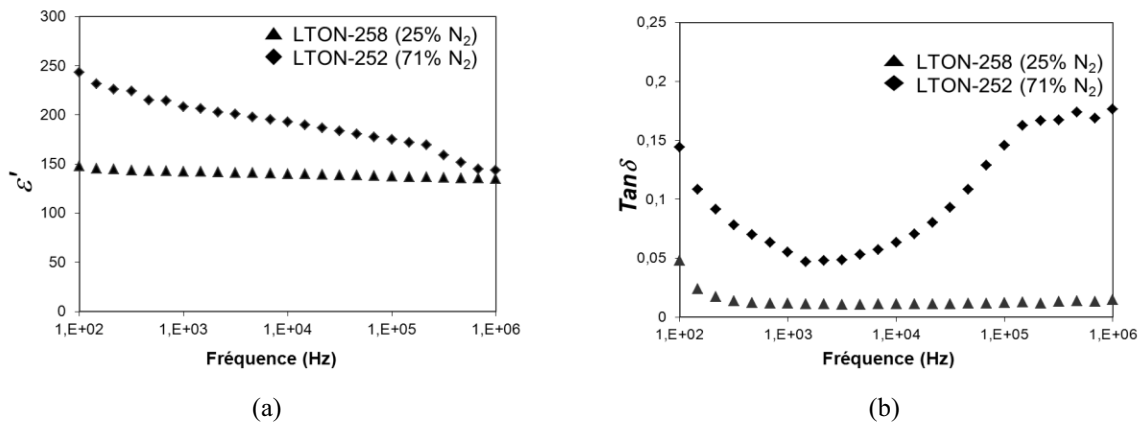 300
250
200
150
100
50
0
ε'
▲ LTON-258 (25% N₂)
◆ LTON-252 (71% N₂)
1,E+02 1,E+03 1,E+04 1,E+05 1,E+06
Fréquence (Hz)
(a)
0,25
0,2
0,15
0,1
0,05
0
Tanδ
▲ LTON-258 (25% N₂)
◆ LTON-252 (71% N₂)
1,E+02 1,E+03 1,E+04 1,E+05 1,E+06
Fréquence (Hz)
(b)